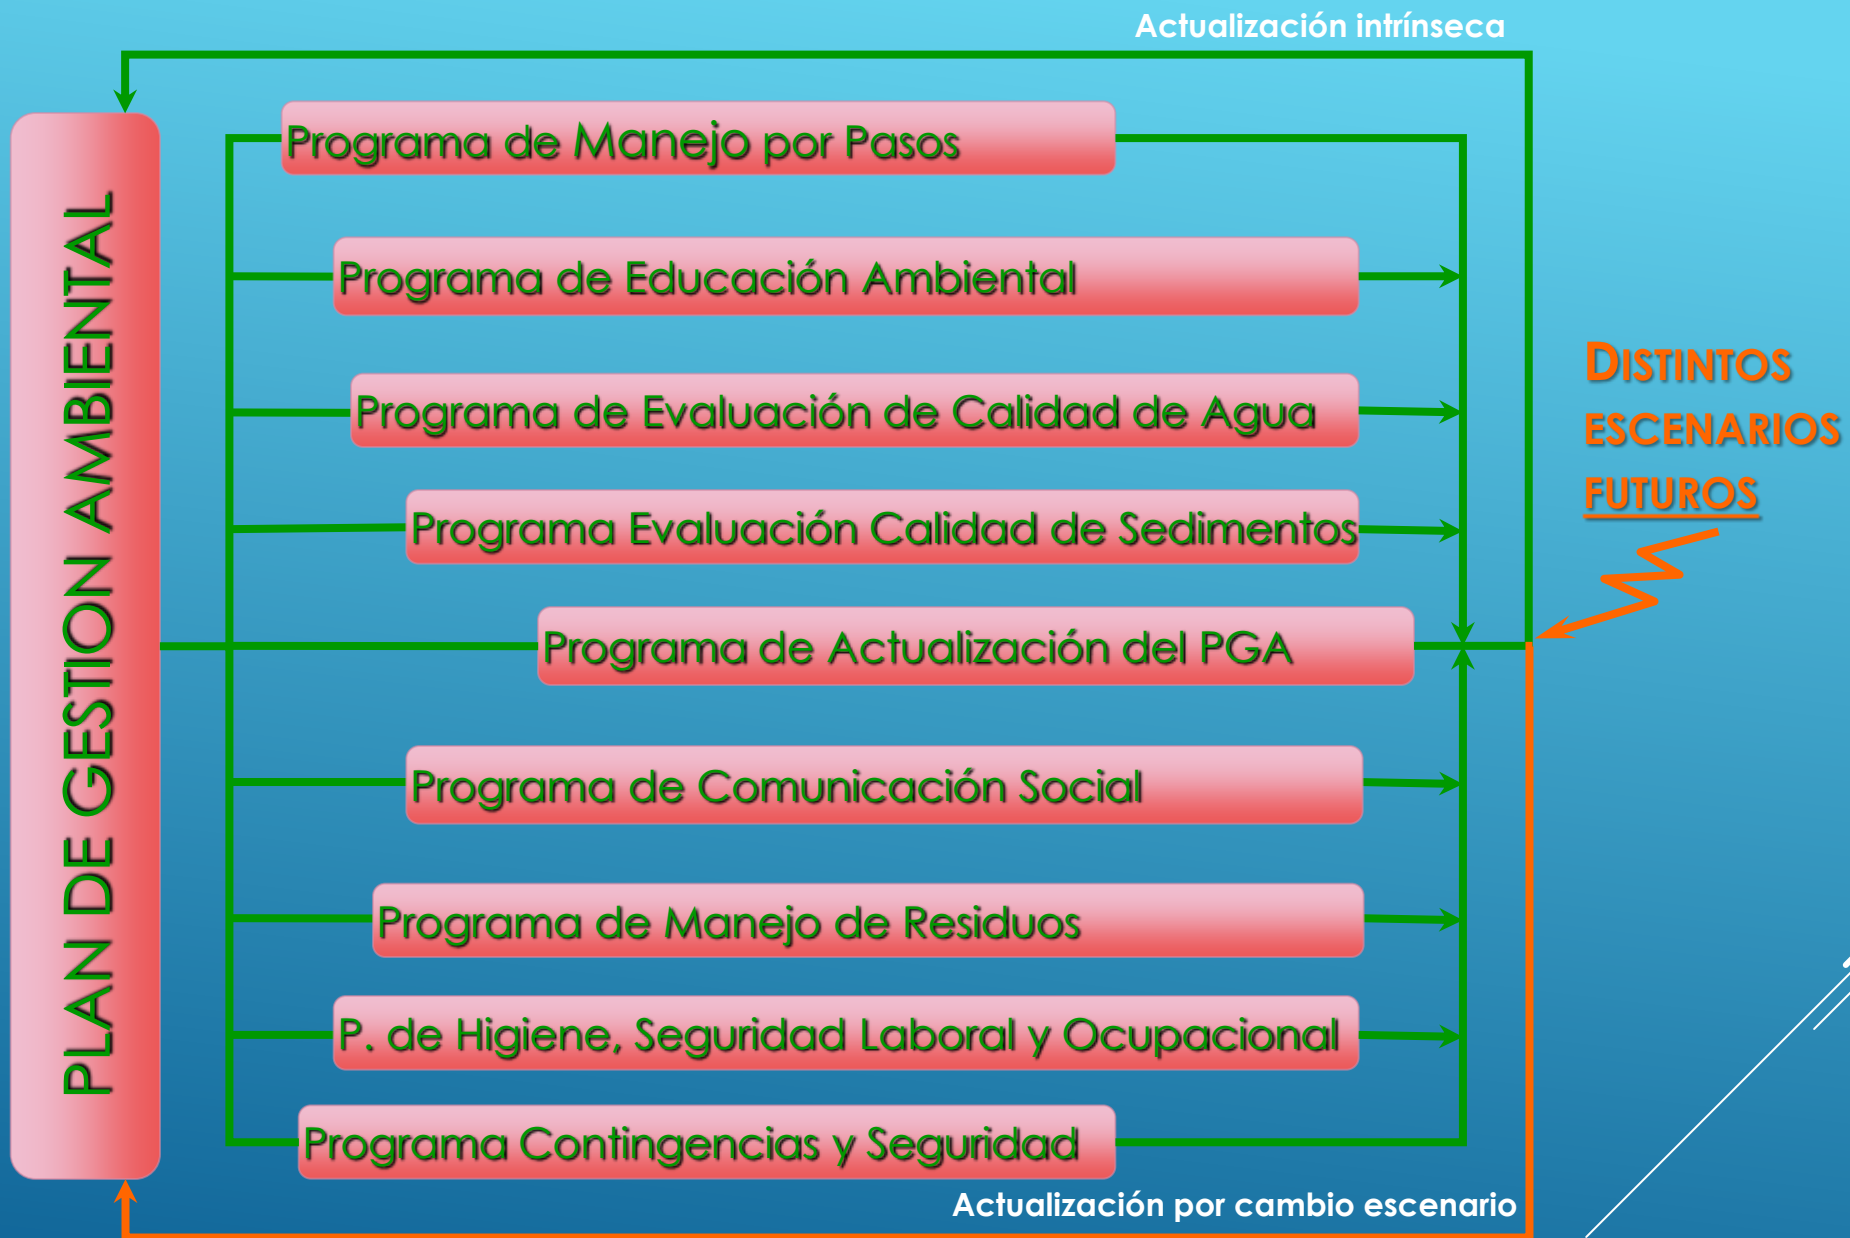 Actualización intrínseca
PLAN DE GESTION AMBIENTAL
Programa de Manejo por Pasos
Programa de Educación Ambiental
Programa de Evaluación de Calidad de Agua
Programa Evaluación Calidad de Sedimentos
Programa de Actualización del PGA
Programa de Comunicación Social
Programa de Manejo de Residuos
P. de Higiene, Seguridad Laboral y Ocupacional
Programa Contingencias y Seguridad
DISTINTOS
ESCENARIOS
FUTUROS
Actualización por cambio escenario